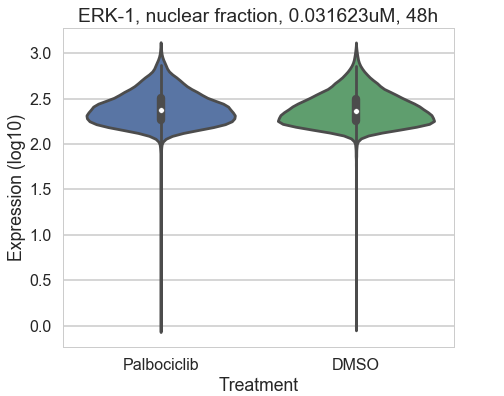 ERK-1, nuclear fraction, 0.031623uM, 48h
3.0
2.5
2.0
1.5
1.0
0.5
0.0
Expression (log10)
Palbociclib DMSO
Treatment